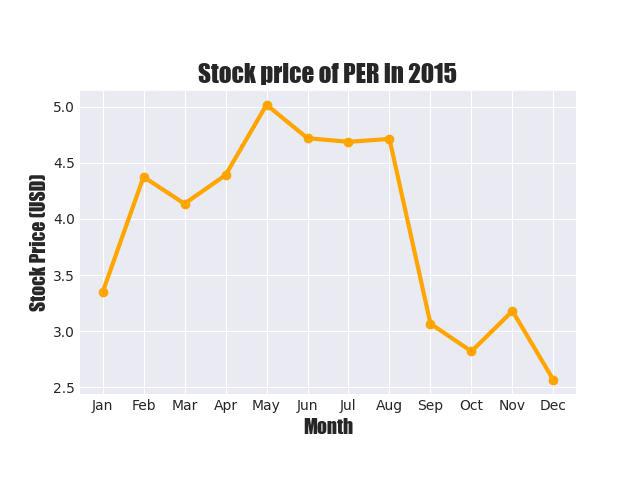 Stock price of PER in 2015
Stock Price (USD)
5.0
4.5
4.0
3.5
3.0
2.5
Jan Feb Mar Apr May Jun Jul Aug Sep Oct Nov Dec
Month